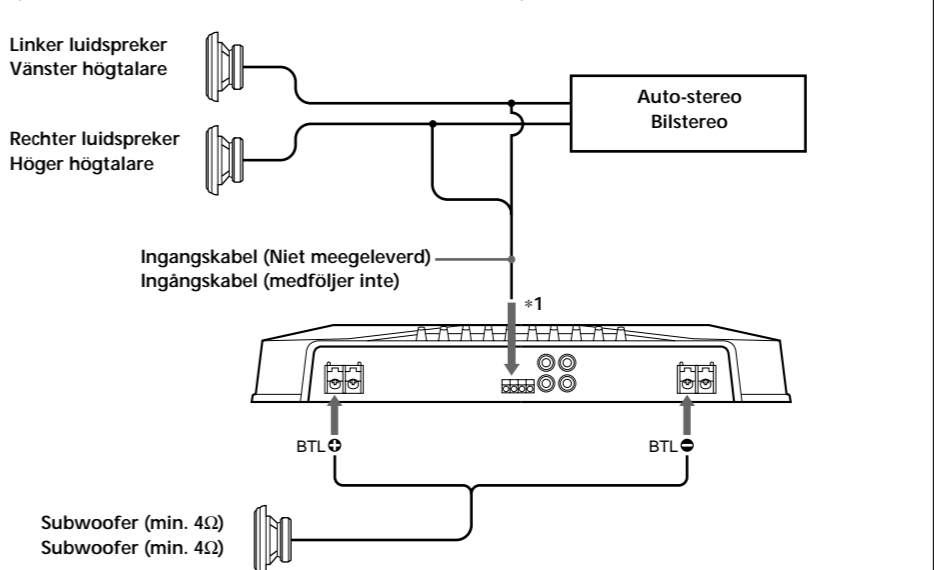 Linker luidspreker
Vänster högtalare
Auto-stereo
Bilstereo
Rechter luidspreker
Höger högtalare
Ingangskabel (Niet meegeleverd)
Ingångskabel (medföljer inte)
*1
BTL +
BTL -
Subwoofer (min. 4Ω)
Subwoofer (min. 4Ω)